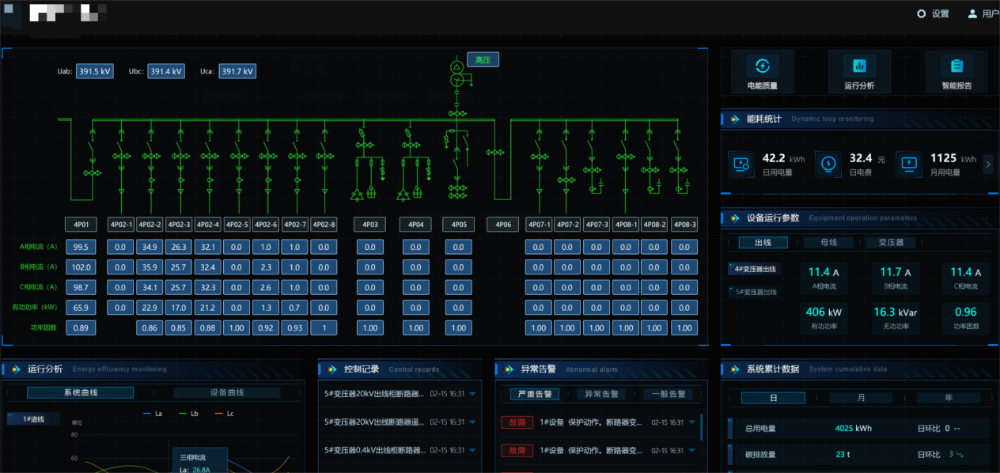 设置 用户
Uab: 391.5 kV Ubc: 391.4 kV Uca: 391.7 kV 高压
4P01 4P02-1 4P02-2 4P02-3 4P02-4 4P02-5 4P02-6 4P02-7 4P02-8 4P03 4P04 4P05 4P06 4P07-1 4P07-2 4P07-3 4P08-1 4P08-2 4P08-3
A相电流（A） 99.5 0.0 34.9 26.3 32.1 0.0 1.0 1.0 0.0 0.0 0.0 0.0 0.0 0.0 0.0 0.0 0.0 0.0
B相电流（A） 102.0 0.0 35.9 25.7 32.4 0.0 2.3 1.0 0.0 0.0 0.0 0.0 0.0 0.0 0.0 0.0 0.0 0.0
C相电流（A） 98.7 0.0 34.1 25.7 32.3 0.0 2.6 1.0 0.0 0.0 0.0 0.0 0.0 0.0 0.0 0.0 0.0 0.0
有功功率（kW） 65.9 0.0 22.9 17.0 21.2 0.0 1.3 0.7 0.0 0.0 0.0 0.0 0.0 0.0 0.0 0.0 0.0 0.0
功率因数 0.89 0.86 0.85 0.88 1.00 0.92 0.93 1 1.00 1.00 1.00 1.00 1.00 1.00 1.00 1.00 1.00
电能质量 运行分析 智能报告
能耗统计 Dynamic loop monitoring
42.2 kWh 32.4 元 1125 kWh
日用电量 日电费 月用电量
设备运行参数 Equipment operation parameters
出线 母线 变压器
4#变压器出线
5#变压器出线
11.4 A 11.7 A 11.4 A
A相电流 B相电流 C相电流
406 kW 16.3 kVar 0.96
有功功率 无功功率 功率因数
运行分析 Energy efficiency monitoring
系统曲线 设备曲线
1#进线
La Lb Lc
单位
80
60
三相电流
La: 26.8A
控制记录 Control records
5#变压器20kV出线柜断路器... 02-15 16:31
5#变压器20kV出线断路器遥... 02-15 16:31
5#变压器0.4kV出线柜断路器... 02-15 16:31
异常告警 Abnormal alarm
严重告警 异常告警 一般告警
故障 1#设备 保护动作。断路器变... 02-15 16:31
故障 1#设备 保护动作。断路器变... 02-15 16:31
系统累计数据 System cumulative data
日 月 年
总用电量 4025 kWh 日环比 0 --
碳排放量 23 t 日环比 3